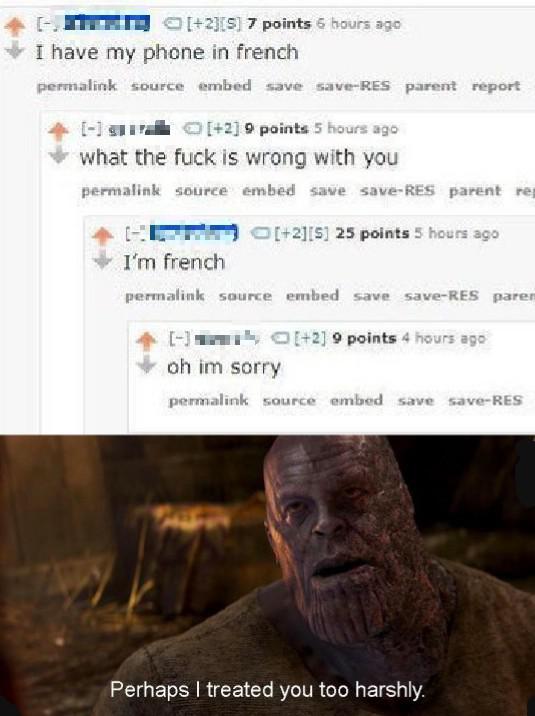 [-] [+2][S] 7 points 6 hours ago
I have my phone in french
permalink source embed save save-RES parent report
[-] [+2] 9 points 5 hours ago
what the fuck is wrong with you
permalink source embed save save-RES parent rep
[-] [+2][S] 25 points 5 hours ago
I'm french
permalink source embed save save-RES paren
[-] [+2] 9 points 4 hours ago
oh im sorry
permalink source embed save save-RES
Perhaps I treated you too harshly.